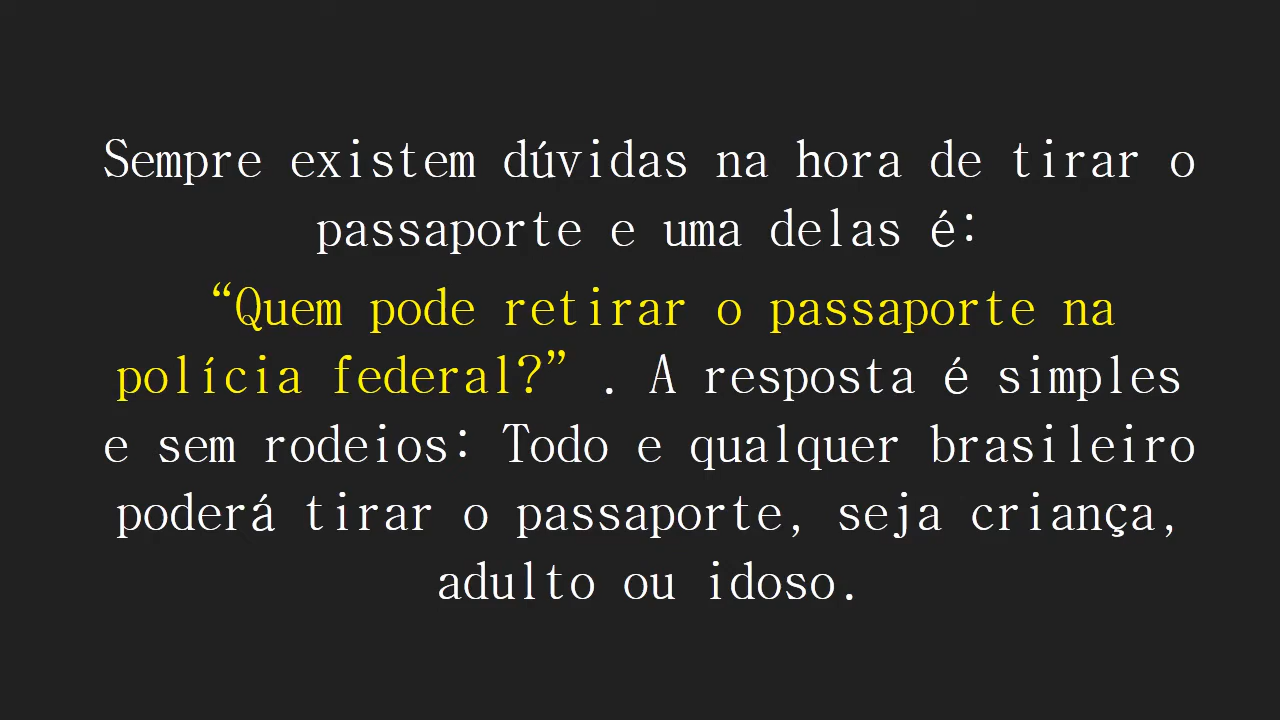 Sempre existem dúvidas na hora de tirar o
passaporte e uma delas é:
“Quem pode retirar o passaporte na
polícia federal?” . A resposta é simples
e sem rodeios: Todo e qualquer brasileiro
poderá tirar o passaporte, seja criança,
adulto ou idoso.